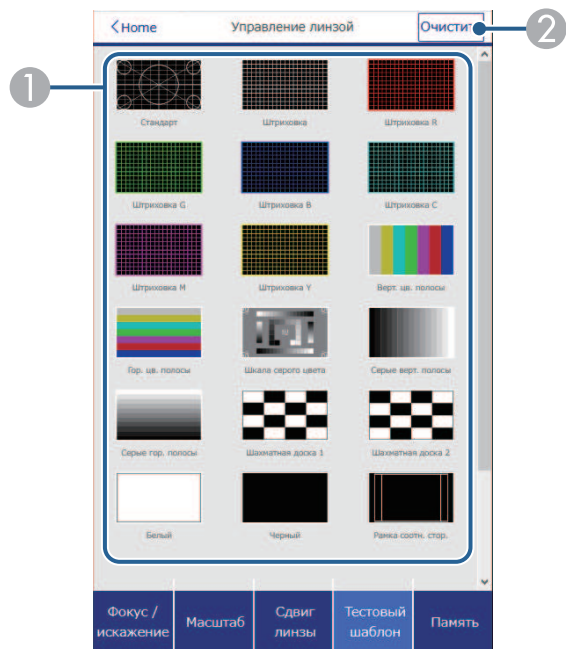 Home
Управление линзой
Очистит
2
1
Стандарт
Штриховка
Штриховка R
Штриховка G
Штриховка B
Штриховка C
Штриховка M
Штриховка Y
Верт. цв. полосы
Гор. цв. полосы
Шкала серого цвета
Серые верт. полосы
Серые гор. полосы
Шахматная доска 1
Шахматная доска 2
Белый
Черный
Рамка соотн. стор.
Фокус /
искажение
Масштаб
Сдвиг
линзы
Тестовый
шаблон
Память